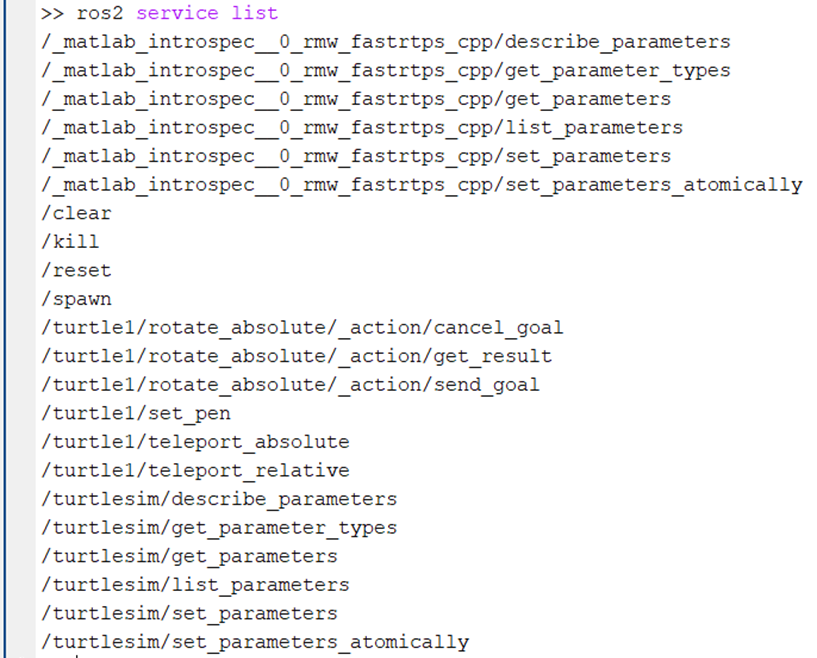 >> ros2 service list
/_matlab_introspec__0_rmw_fastrtps_cpp/describe_parameters
/_matlab_introspec__0_rmw_fastrtps_cpp/get_parameter_types
/_matlab_introspec__0_rmw_fastrtps_cpp/get_parameters
/_matlab_introspec__0_rmw_fastrtps_cpp/list_parameters
/_matlab_introspec__0_rmw_fastrtps_cpp/set_parameters
/_matlab_introspec__0_rmw_fastrtps_cpp/set_parameters_atomically
/clear
/kill
/reset
/spawn
/turtle1/rotate_absolute/_action/cancel_goal
/turtle1/rotate_absolute/_action/get_result
/turtle1/rotate_absolute/_action/send_goal
/turtle1/set_pen
/turtle1/teleport_absolute
/turtle1/teleport_relative
/turtlesim/describe_parameters
/turtlesim/get_parameter_types
/turtlesim/get_parameters
/turtlesim/list_parameters
/turtlesim/set_parameters
/turtlesim/set_parameters_atomically